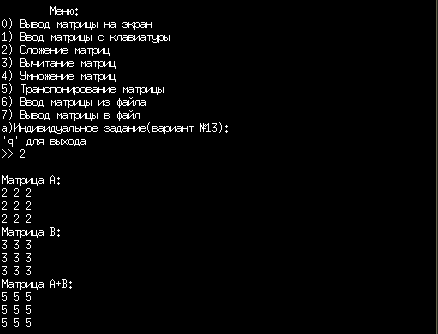 Меню:
0) Вывод матрицы на экран
1) Ввод матрицы с клавиатуры
2) Сложение матриц
3) Вычитание матриц
4) Умножение матриц
5) Транспонирование матрицы
6) Ввод матрицы из файла
7) Вывод матрицы в файл
а)Индивидуальное задание(вариант №13):
'q' для выхода
>> 2
Матрица A:
2 2 2
2 2 2
2 2 2
Матрица B:
3 3 3
3 3 3
3 3 3
Матрица A+B:
5 5 5
5 5 5
5 5 5